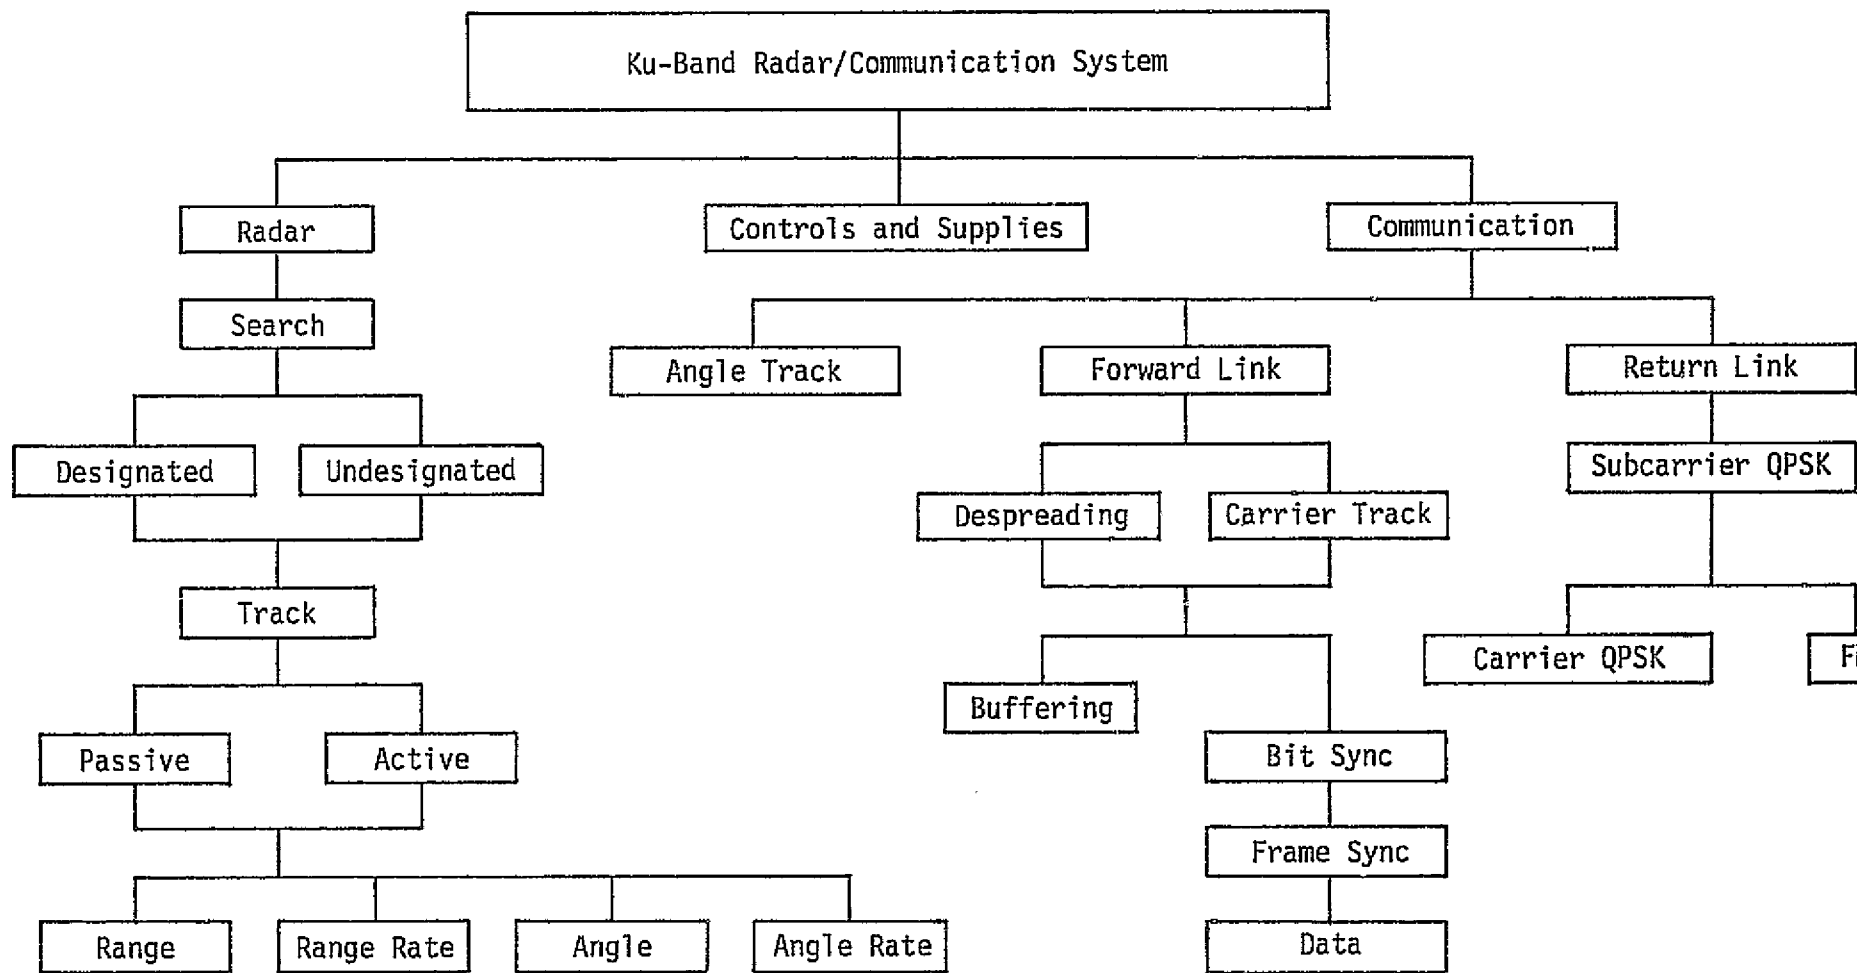 Ku-Band Radar/Communication System
Radar
Controls and Supplies
Communication
Search
Angle Track
Forward Link
Return Link
Designated
Undesignated
Subcarrier QPSK
Despreading
Carrier Track
Track
Carrier QPSK
Buffering
Passive
Active
Bit Sync
Frame Sync
Range
Range Rate
Angle
Angle Rate
Data